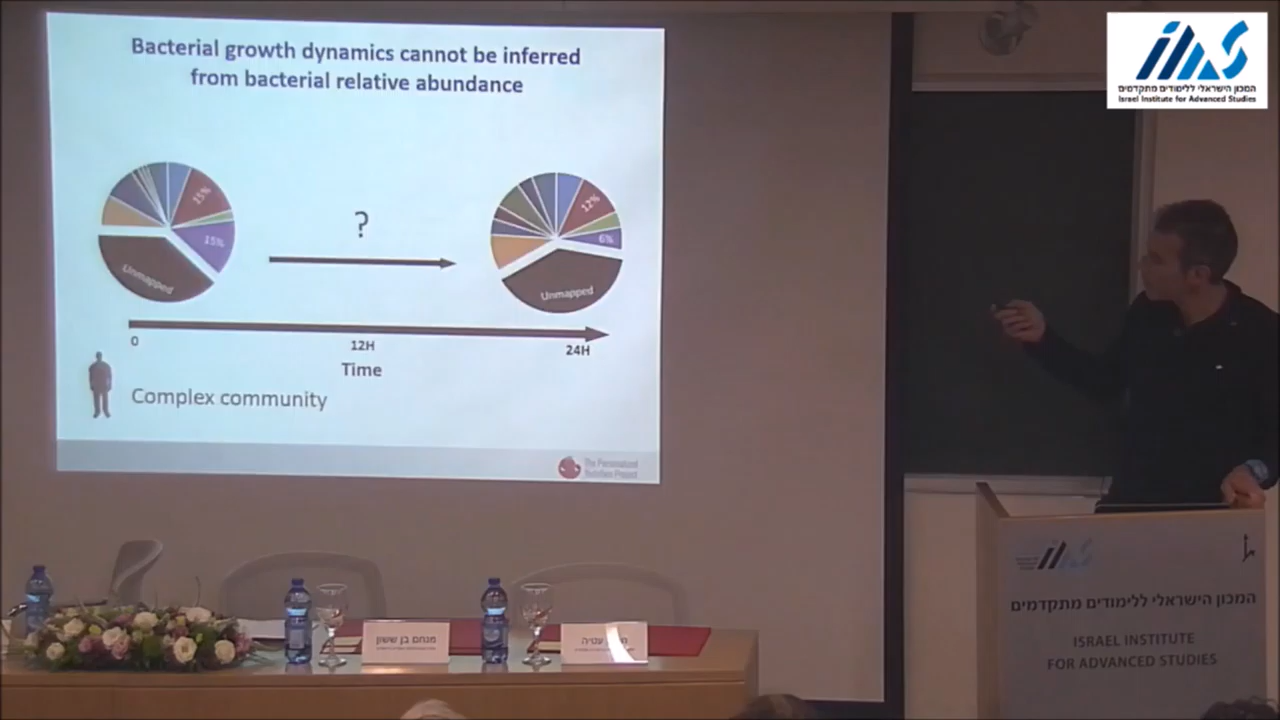 Bacterial growth dynamics cannot be inferred
from bacterial relative abundance
15%
15%
Unmapped
?
12%
6%
Unmapped
0
12H
24H
Time
Complex community
The Personalized
Nutrition Project
המכון הישראלי ללימודים מתקדמים
Israel Institute for Advanced Studies
מנחם בן ששון
עטיה
המכון הישראלי ללימודים מתקדמים
ISRAEL INSTITUTE
FOR ADVANCED STUDIES